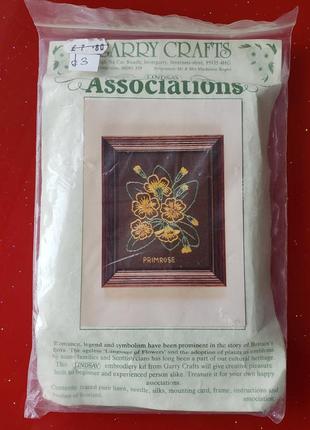 £3
GARRY CRAFTS
LINDSAY
Associations
PRIMROSE
Romance, legend and symbolism have been prominent in the story of Britain's
flora. The ageless 'Language of Flowers' and the adoption of plants as emblems
by many families and Scottish clans has long been a part of our cultural heritage.
This LINDSAY embroidery kid from Garry Crafts will give creative pleasure
both to beginner and experienced person alike. Treasure it for your own happy
associations.
Contents: traced pure linen, needle, silks, mounting card, frame, instructions and